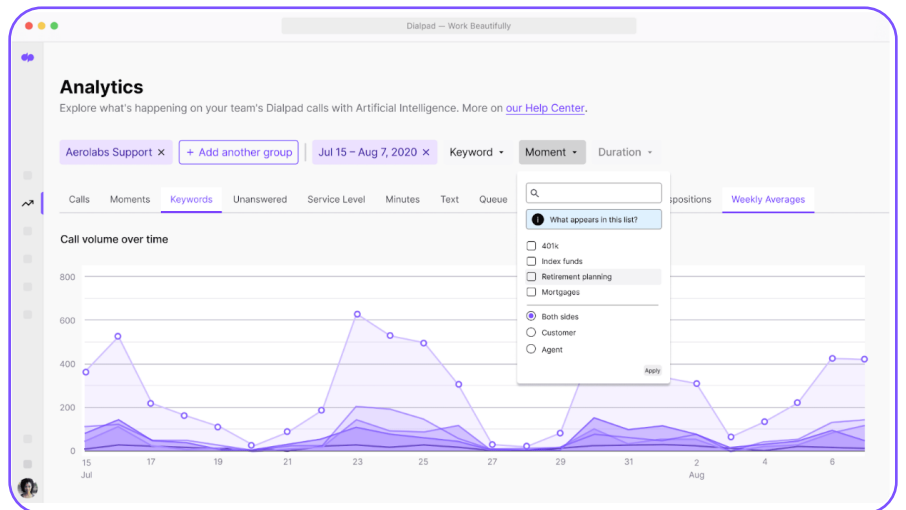 Dialpad — Work Beautifully
Analytics
Explore what's happening on your team's Dialpad calls with Artificial Intelligence. More on our Help Center.
Aerolabs Support × + Add another group Jul 15 – Aug 7, 2020 × Keyword Moment Duration
Calls Moments Keywords Unanswered Service Level Minutes Text Queue spositions Weekly Averages
What appears in this list?
401k
Index funds
Retirement planning
Mortgages
Both sides
Customer
Agent
Apply
Call volume over time
800
600
400
200
0
15 17 19 21 23 25 27 29 31 2 4 6
Jul Aug